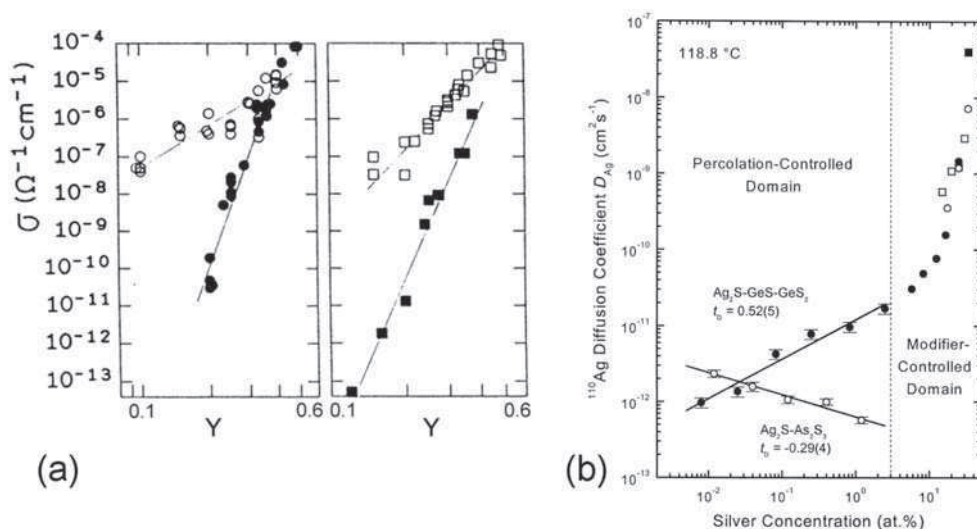 σ (Ω⁻¹cm⁻¹)
10⁻⁴
10⁻⁵
10⁻⁶
10⁻⁷
10⁻⁸
10⁻⁹
10⁻¹⁰
10⁻¹¹
10⁻¹²
10⁻¹³
0.1 Y 0.6
0.1 Y 0.6
(a)
¹¹⁰Ag Diffusion Coefficient D_Ag (cm²s⁻¹)
10⁻⁷
10⁻⁸
10⁻⁹
10⁻¹⁰
10⁻¹¹
10⁻¹²
10⁻¹³
118.8 °C
Percolation-Controlled
Domain
Ag₂S-GeS-GeS₂
t₀ = 0.52(5)
Modifier-
Controlled
Domain
Ag₂S-As₂S₃
t₀ = -0.29(4)
10⁻² 10⁻¹ 10⁰ 10¹
Silver Concentration (at.%)
(b)